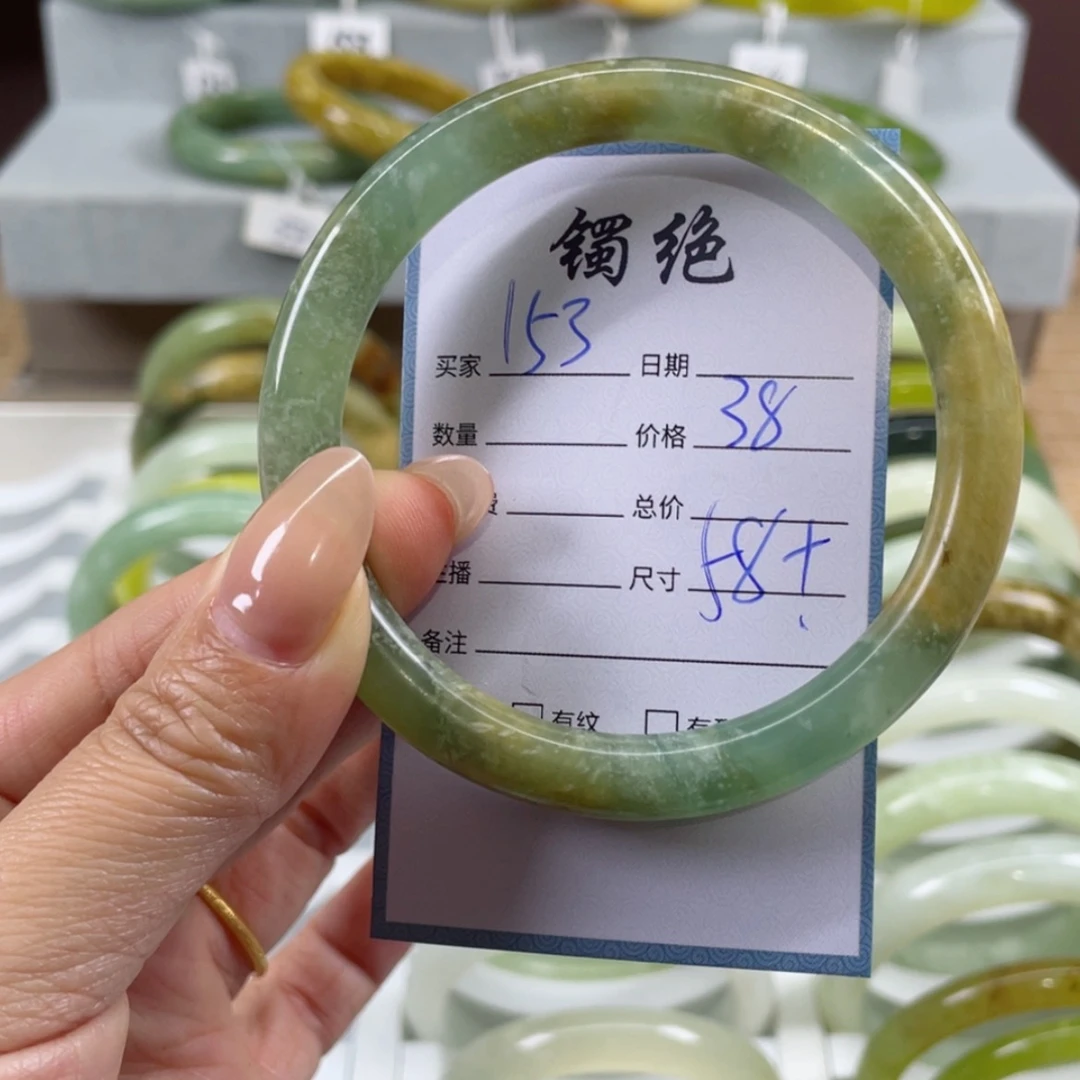 镯绝
买家 153 日期
数量 价格 38
总价
播 尺寸 58+
备注
有纹